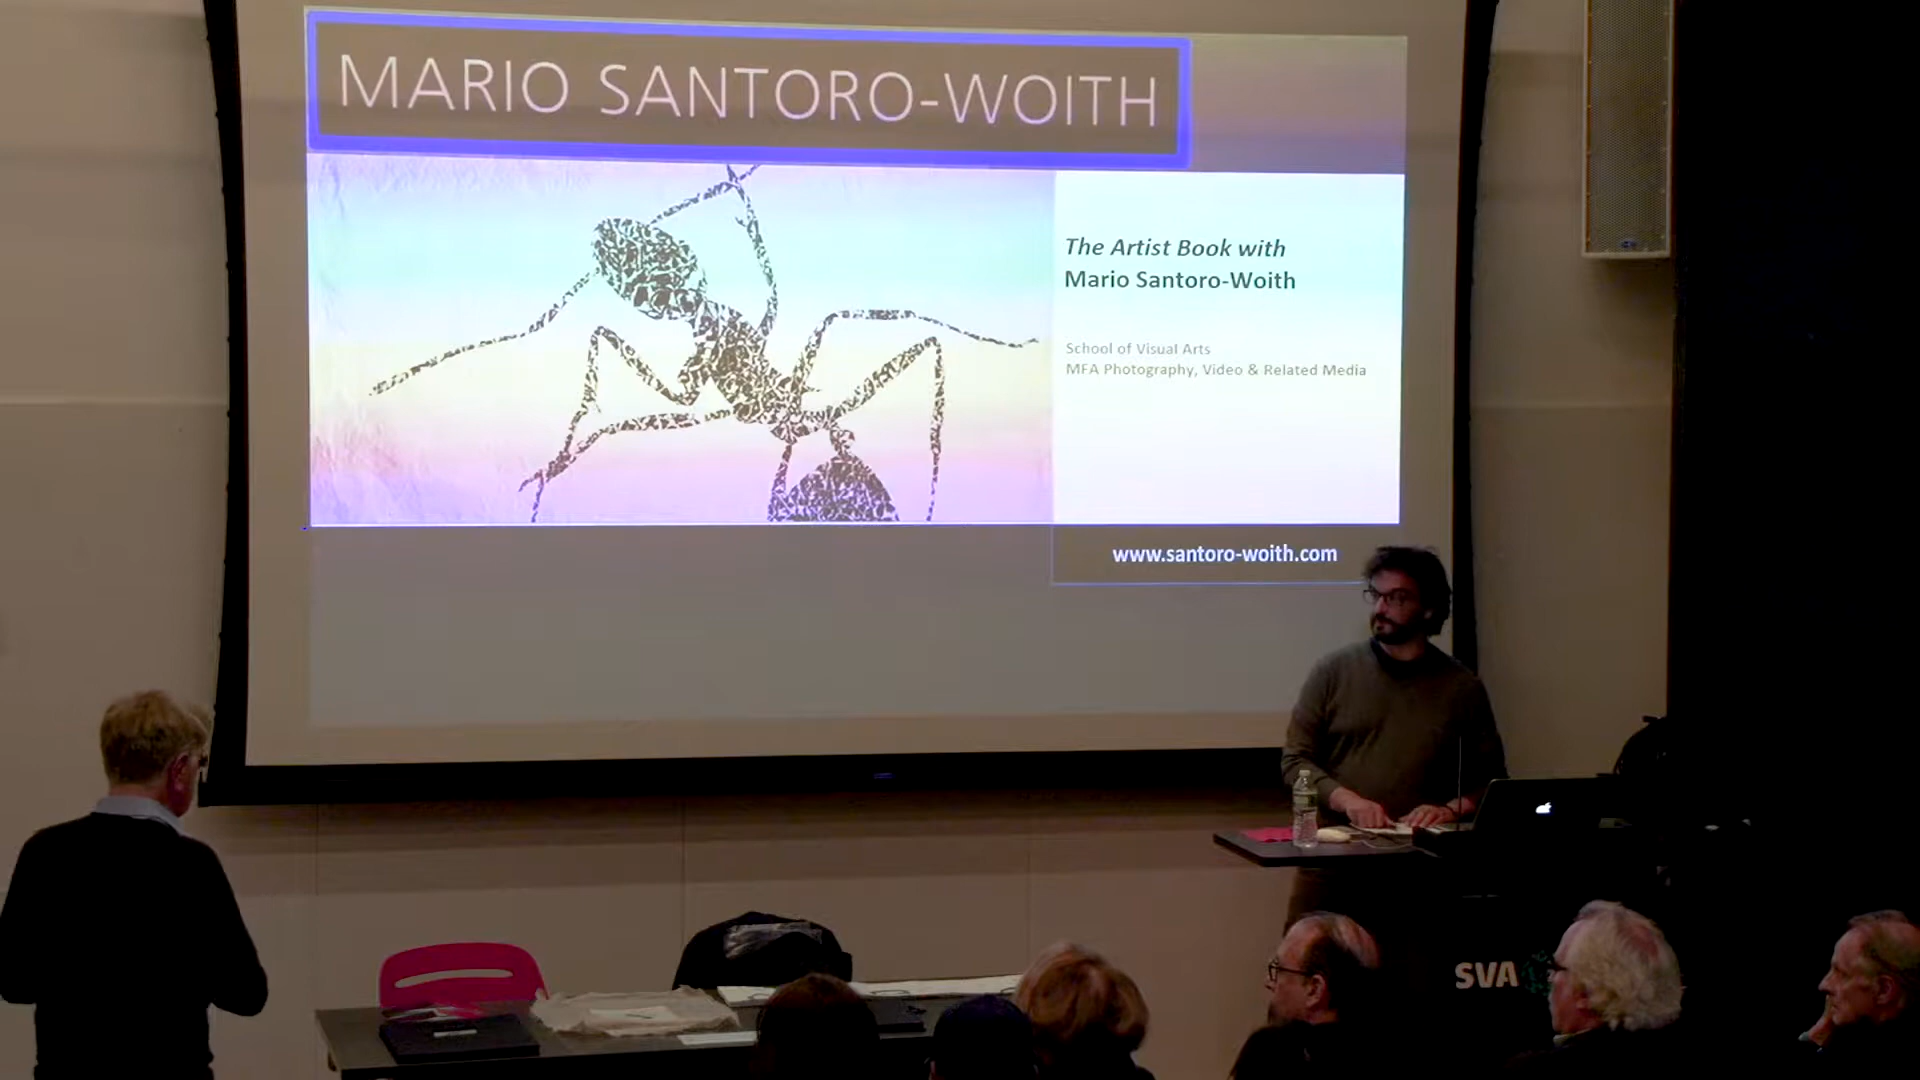 MARIO SANTORO-WOITH
The Artist Book with
Mario Santoro-Woith
School of Visual Arts
MFA Photography, Video & Related Media
www.santoro-woith.com
SVA